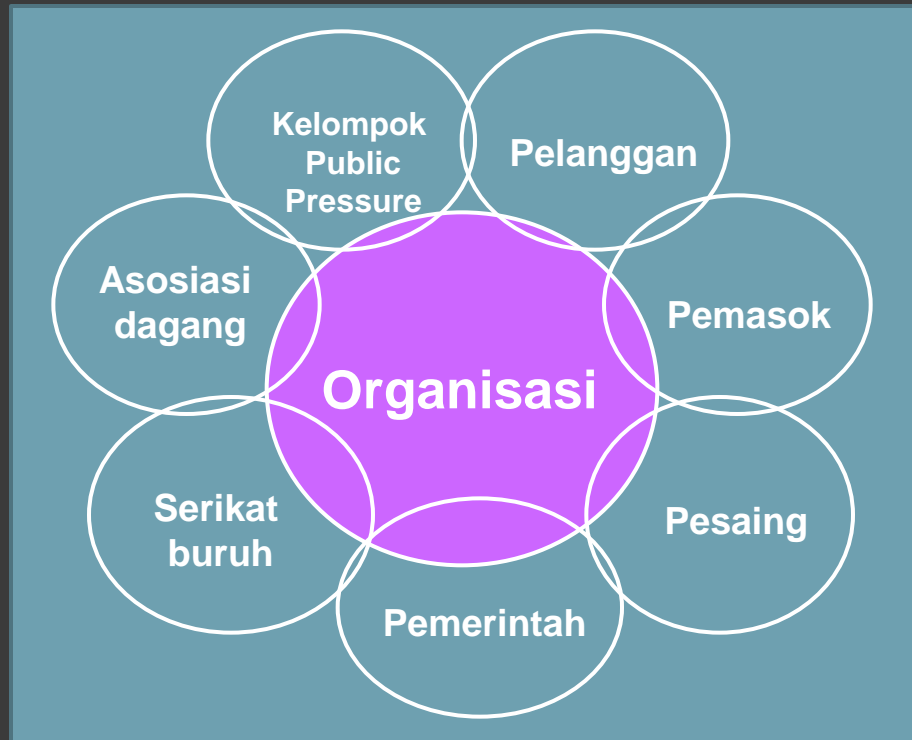 Kelompok
Public
Pressure
Pelanggan
Asosiasi
dagang
Pemasok
Organisasi
Serikat
buruh
Pesaing
Pemerintah